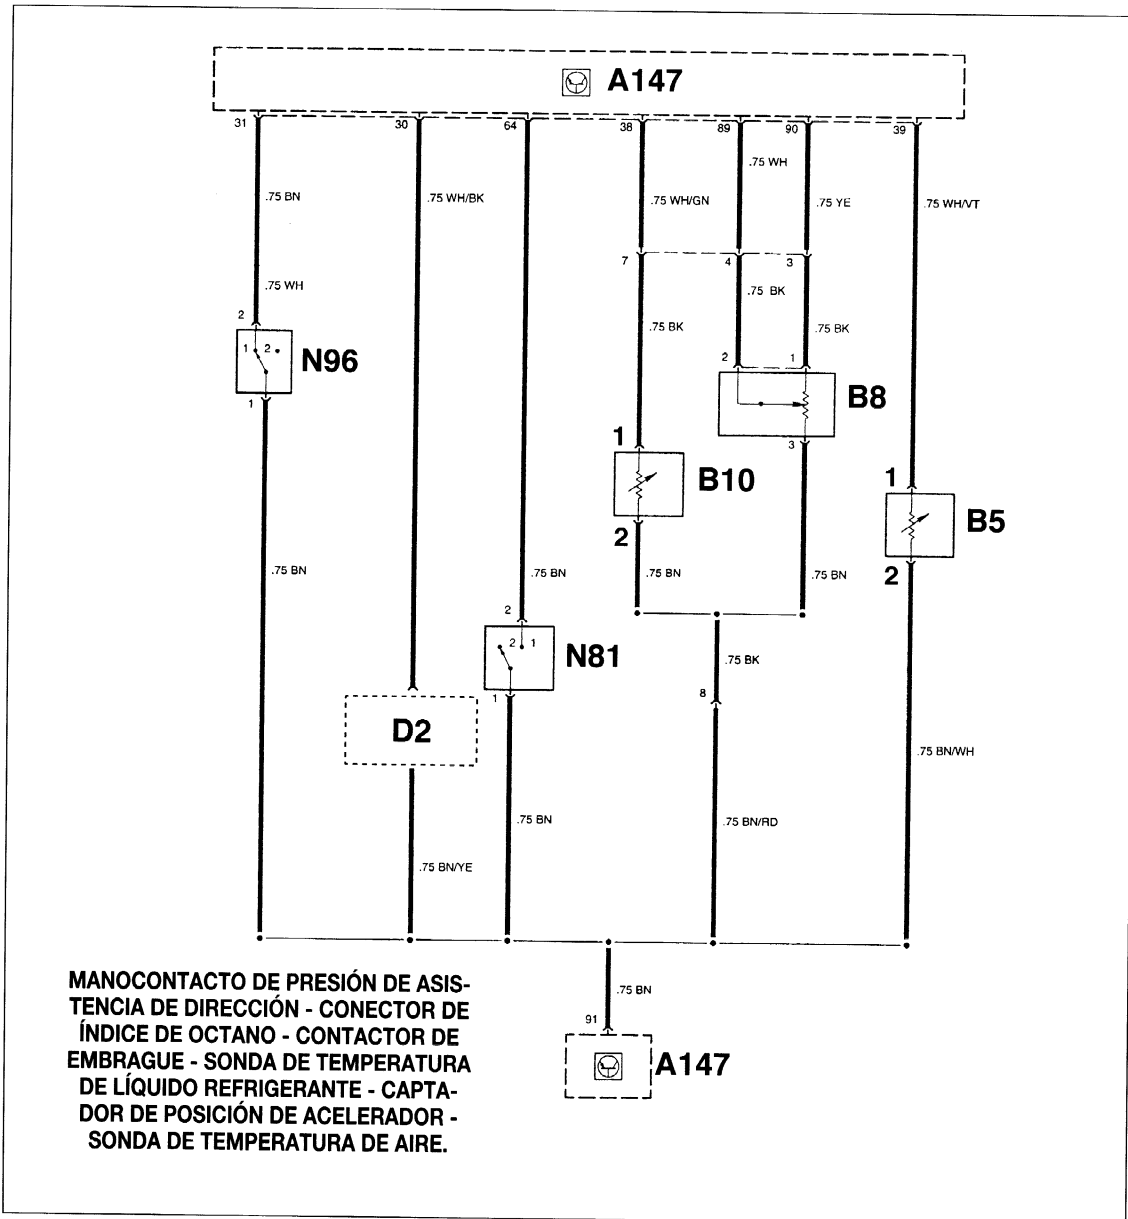 A147
31 30 64 38 89 90 39
.75 WH
.75 BN .75 WH/BK .75 WH/GN .75 YE .75 WH/VT
7 4 3
.75 WH .75 BK
2 .75 BK .75 BK
1 2 N96
2 1
1 B8
1 3
B10 1
2 B5
.75 BN .75 BN .75 BN .75 BN 2
2
2 1 N81
.75 BK
1 8
D2
.75 BN/WH
.75 BN .75 BN/RD
.75 BN/YE
MANOCONTACTO DE PRESIÓN DE ASIS-
TENCIA DE DIRECCIÓN - CONECTOR DE
ÍNDICE DE OCTANO - CONTACTOR DE
EMBRAGUE - SONDA DE TEMPERATURA
DE LÍQUIDO REFRIGERANTE - CAPTA-
DOR DE POSICIÓN DE ACELERADOR -
SONDA DE TEMPERATURA DE AIRE.
.75 BN
91
A147